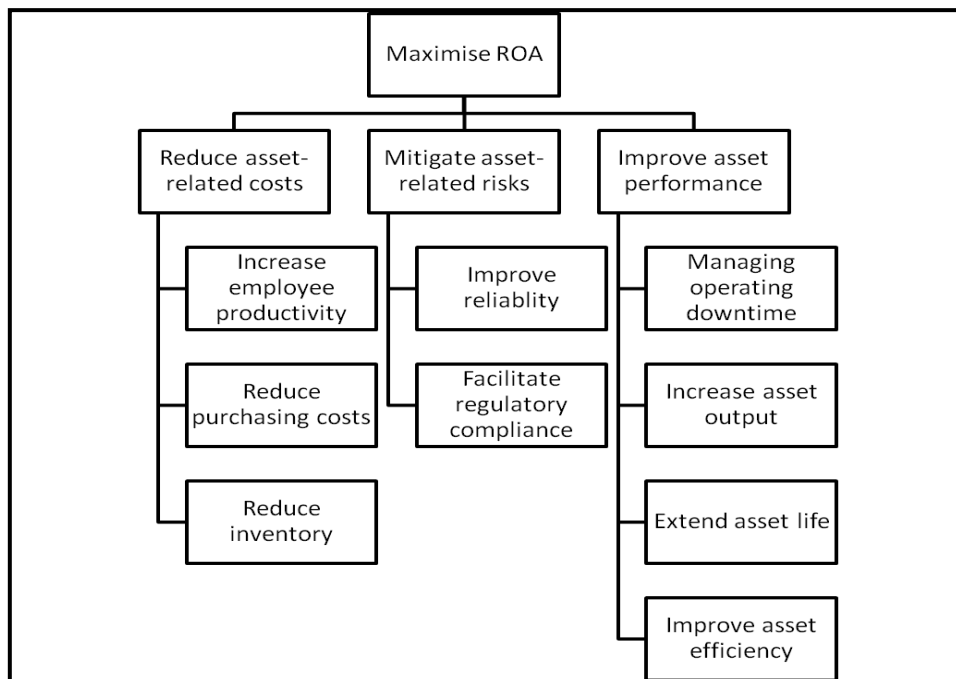 Maximise ROA
Reduce asset-
related costs
Mitigate asset-
related risks
Improve asset
performance
Increase
employee
productivity
Reduce
purchasing costs
Reduce
inventory
Improve
reliablity
Facilitate
regulatory
compliance
Managing
operating
downtime
Increase asset
output
Extend asset life
Improve asset
efficiency